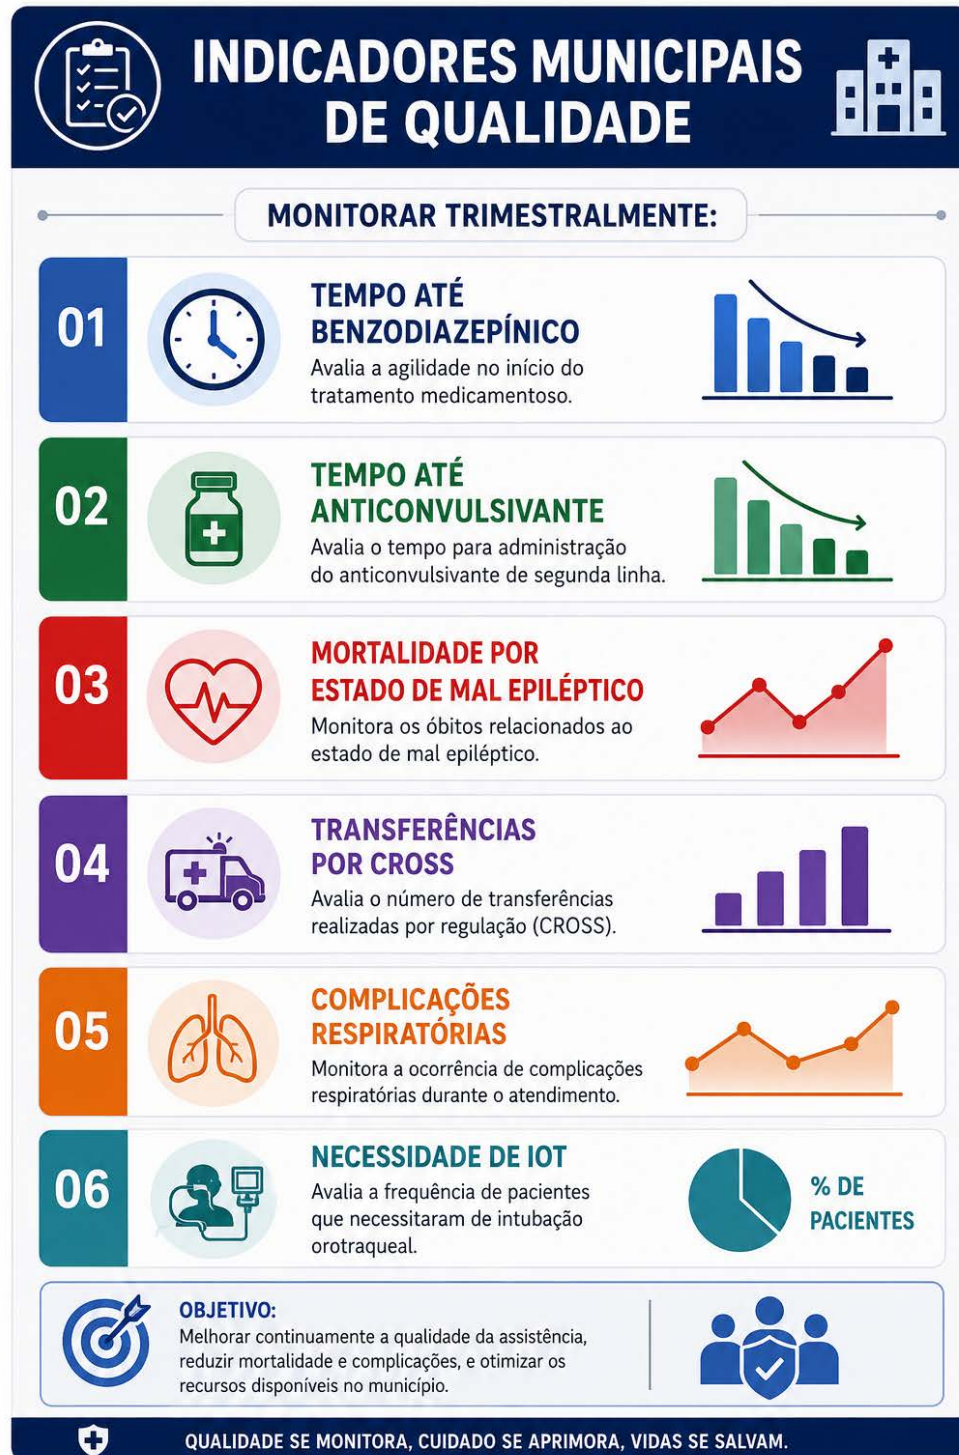 INDICADORES MUNICIPAIS
DE QUALIDADE
MONITORAR TRIMESTRALMENTE:
01
TEMPO ATÉ
BENZODIAZEPÍNICO
Avalia a agilidade no início do
tratamento medicamentoso.
02
TEMPO ATÉ
ANTICONVULSIVANTE
Avalia o tempo para administração
do anticonvulsivante de segunda linha.
03
MORTALIDADE POR
ESTADO DE MAL EPILÉPTICO
Monitora os óbitos relacionados ao
estado de mal epiléptico.
04
TRANSFERÊNCIAS
POR CROSS
Avalia o número de transferências
realizadas por regulação (CROSS).
05
COMPLICAÇÕES
RESPIRATÓRIAS
Monitora a ocorrência de complicações
respiratórias durante o atendimento.
06
NECESSIDADE DE IOT
Avalia a frequência de pacientes
que necessitaram de intubação
orotraqueal.
% DE
PACIENTES
OBJETIVO:
Melhorar continuamente a qualidade da assistência,
reduzir mortalidade e complicações, e otimizar os
recursos disponíveis no município.
QUALIDADE SE MONITORA, CUIDADO SE APRIMORA, VIDAS SE SALVAM.